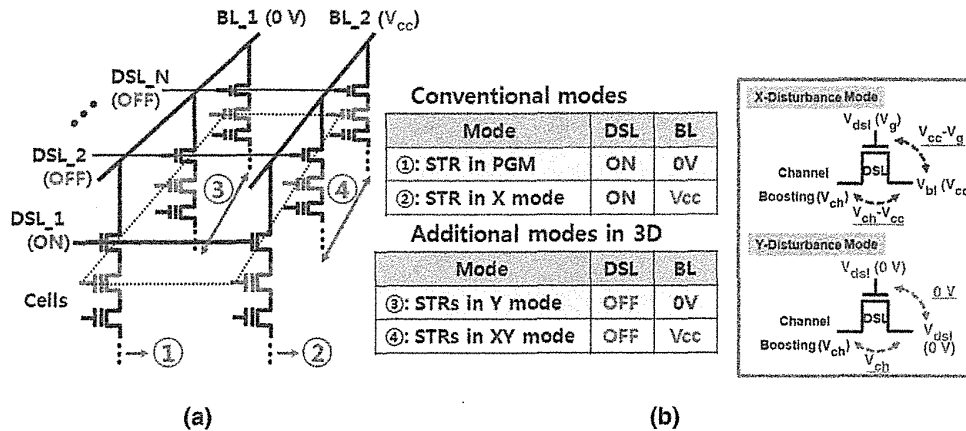 BL_1 (0 V)
BL_2 (Vcc)
DSL_N
(OFF)
DSL_2
(OFF)
DSL_1
(ON)
Cells
①
②
③
④
(a)
Conventional modes
Mode DSL BL
①: STR in PGM ON 0V
②: STR in X mode ON Vcc
Additional modes in 3D
Mode DSL BL
③: STRs in Y mode OFF 0V
④: STRs in XY mode OFF Vcc
X-Disturbance Mode
Vdsl (Vg)
Vcc-Vg
Channel
DSL
Boosting (Vch)
Vbl (Vcc
Vch-Vcc
Y-Disturbance Mode
Vdsl (0 V)
0 V
Channel
DSL
Boosting (Vch)
Vdsl
(0 V)
Vch
(b)